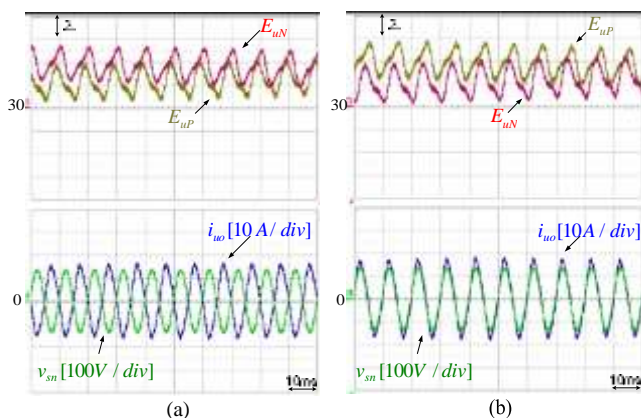 E_uN
30
E_uP
i_uo [10 A / div]
0
v_sn [100V / div]
10ms
(a)
E_uP
30
E_uN
i_uo [10 A / div]
0
v_sn [100V / div]
10ms
(b)